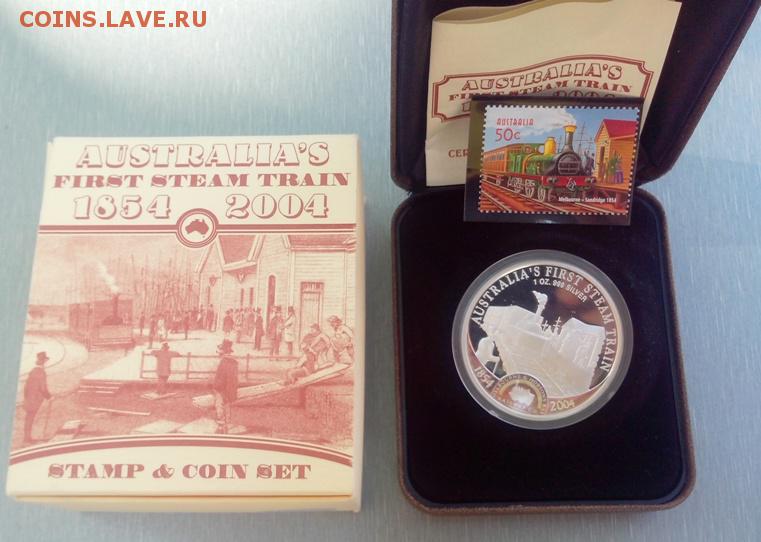 COINS.LAVE.RU
AUSTRALIA'S
FIRST STEAM TRAIN
1854 2004
STAMP & COIN SET
AUSTRALIA'S
FIRST STEAM TRAIN
AUSTRALIA
50c
Melbourne - Sandridge 1854
AUSTRALIA'S FIRST STEAM TRAIN
1 OZ. 999 SILVER
1854
2004